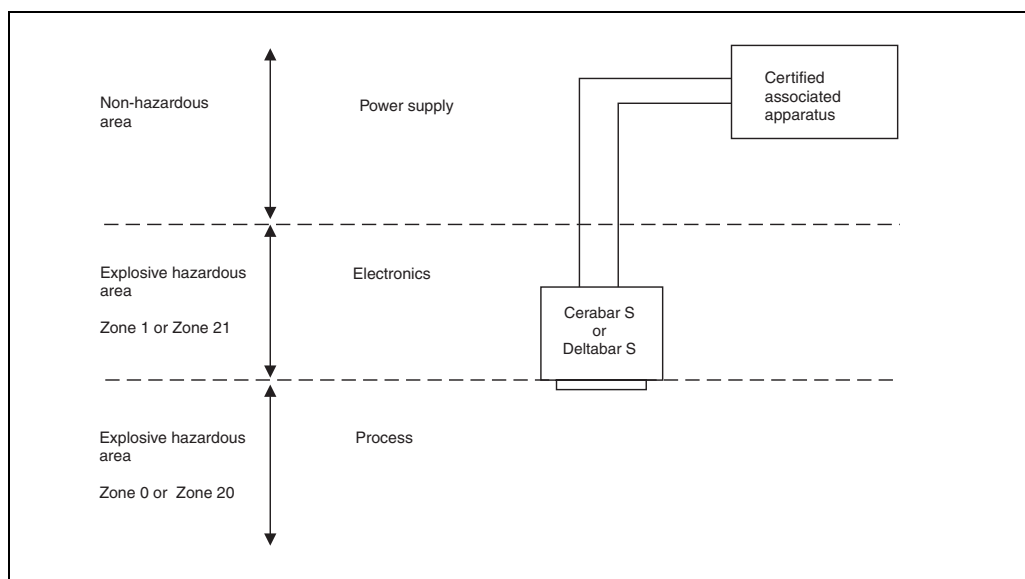 Non-hazardous
area
Power supply
Certified
associated
apparatus
Explosive hazardous
area
Zone 1 or Zone 21
Electronics
Cerabar S
or
Deltabar S
Explosive hazardous
area
Zone 0 or Zone 20
Process